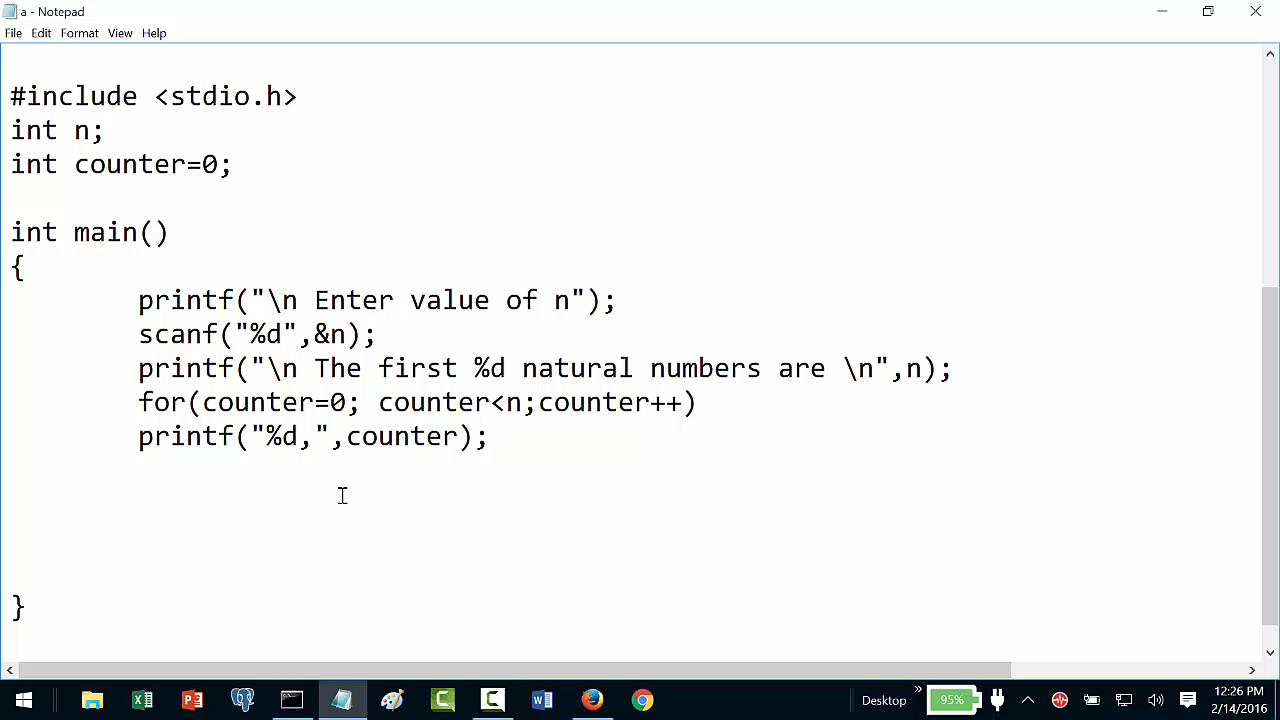 a - Notepad
File Edit Format View Help
#include <stdio.h>
int n;
int counter=0;
int main()
{
printf("\n Enter value of n");
scanf("%d",&n);
printf("\n The first %d natural numbers are \n",n);
for(counter=0; counter<n;counter++)
printf("%d,",counter);
}
Desktop
95%
12:26 PM
2/14/2016